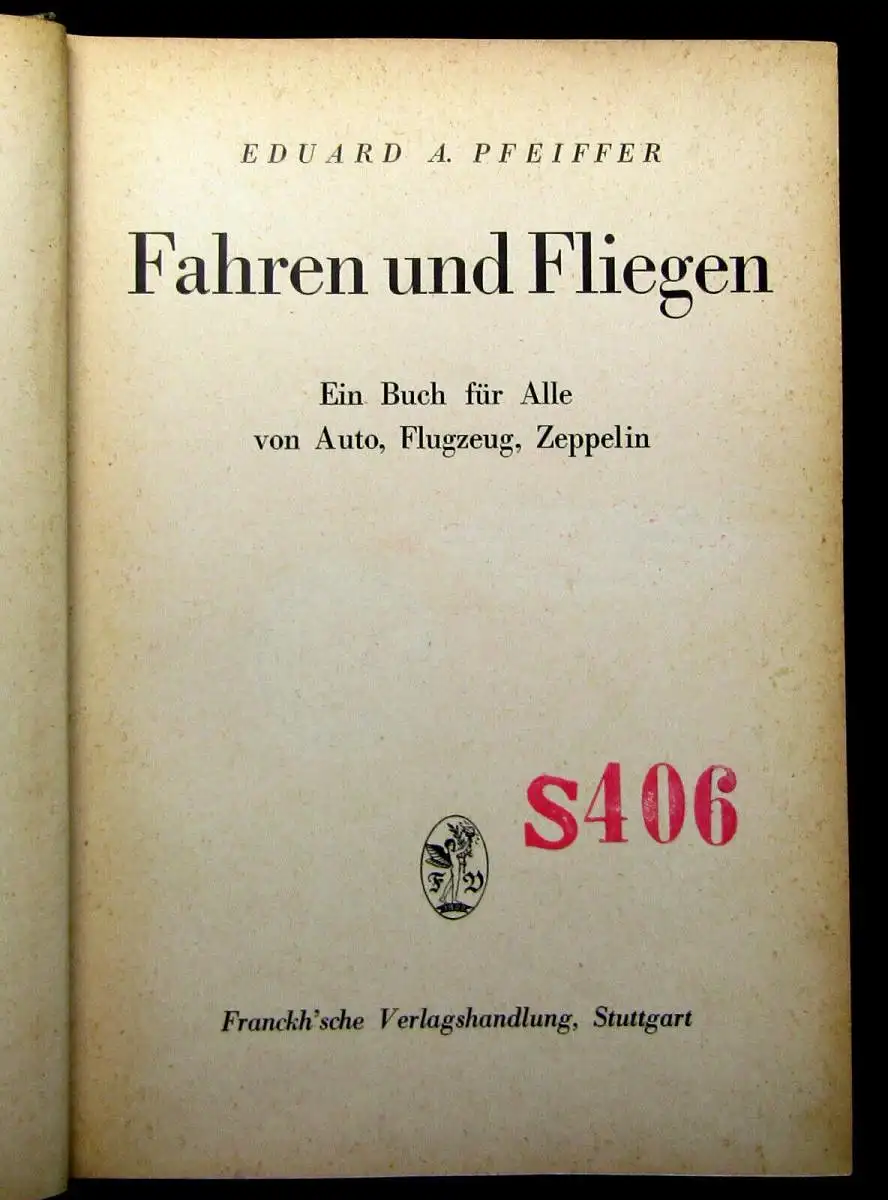 EDUARD A. PFEIFFER
Fahren und Fliegen
Ein Buch für Alle
von Auto, Flugzeug, Zeppelin
S406
F V
Franckh'sche Verlagshandlung, Stuttgart